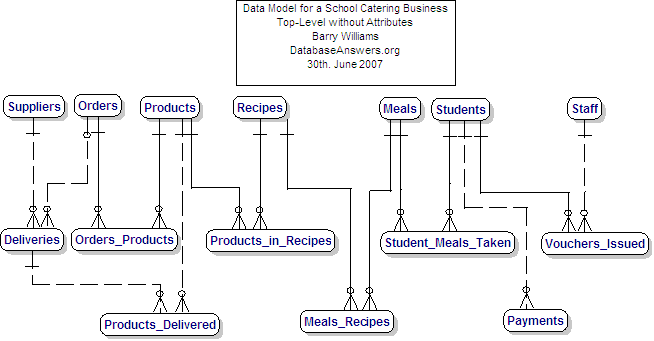 Data Model for a School Catering Business
Top-Level without Attributes
Barry Williams
DatabaseAnswers.org
30th. June 2007
Suppliers
Orders
Products
Recipes
Meals
Students
Staff
Deliveries
Orders_Products
Products_in_Recipes
Student_Meals_Taken
Vouchers_Issued
Products_Delivered
Meals_Recipes
Payments